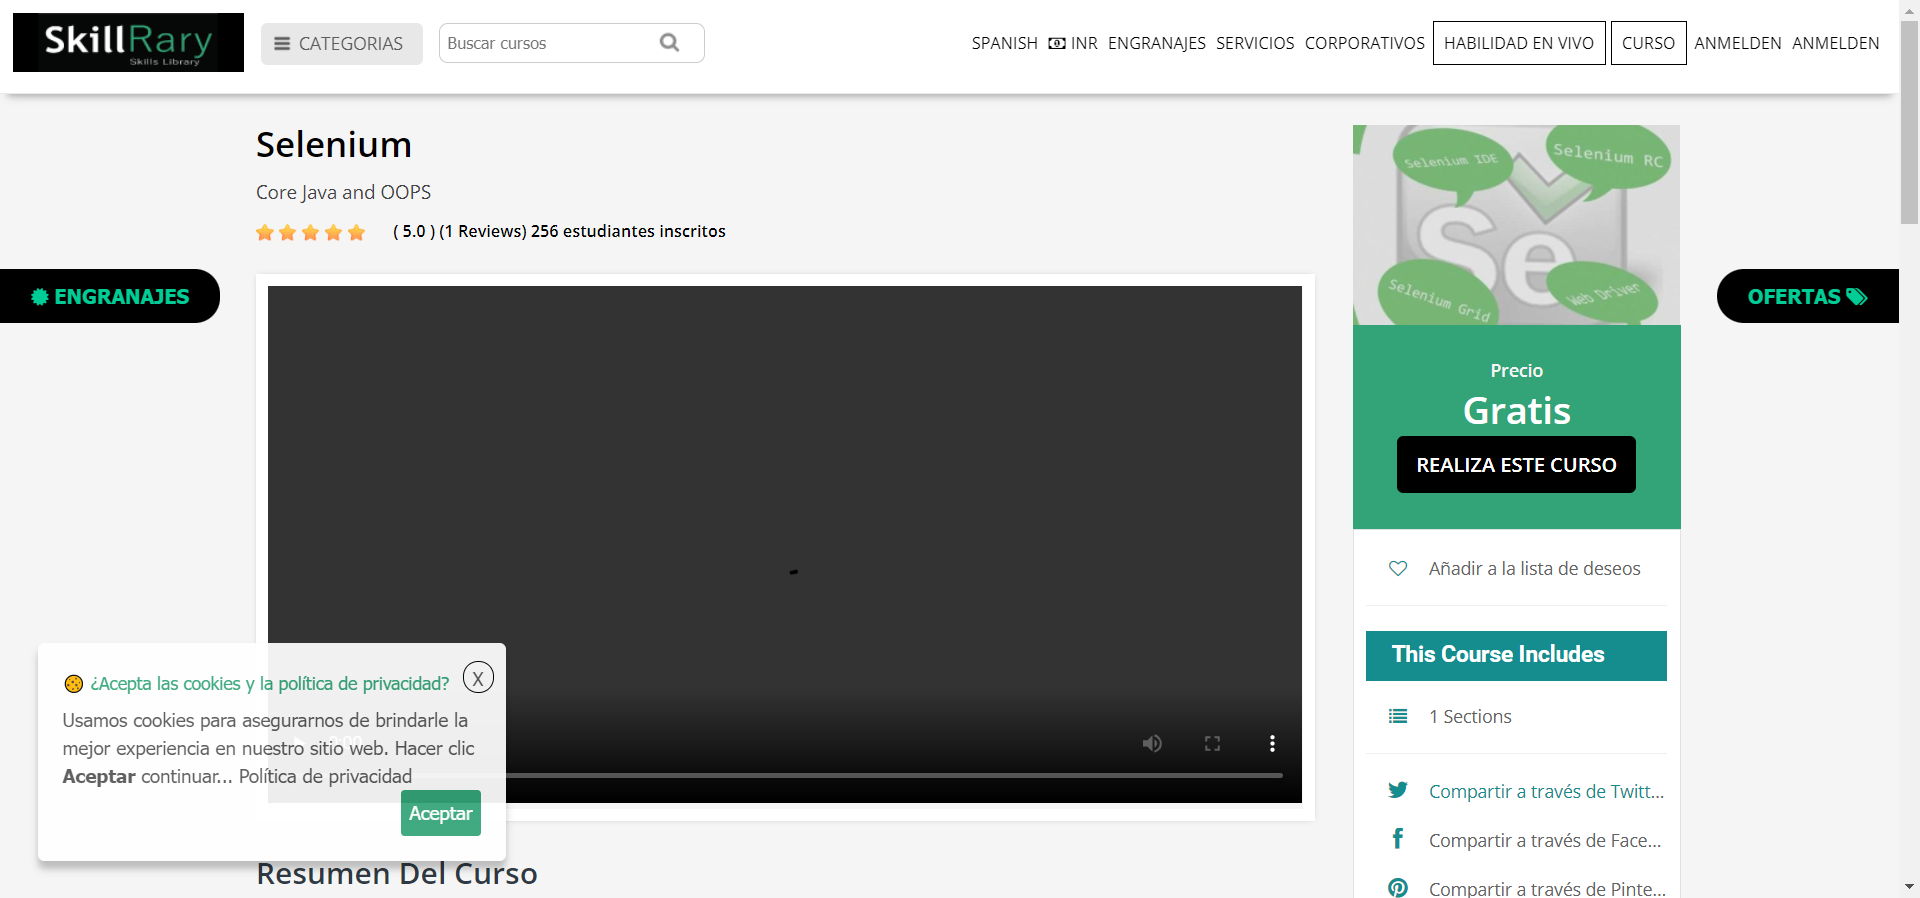 SkillRary
Skills Library
CATEGORIAS
Buscar cursos
SPANISH INR ENGRANAJES SERVICIOS CORPORATIVOS HABILIDAD EN VIVO CURSO ANMELDEN ANMELDEN
Selenium
Core Java and OOPS
( 5.0 ) (1 Reviews) 256 estudiantes inscritos
ENGRANAJES
OFERTAS
Selenium IDE
Selenium RC
Se
Selenium Grid
Web Driver
Precio
Gratis
REALIZA ESTE CURSO
Añadir a la lista de deseos
This Course Includes
1 Sections
Compartir a través de Twitt...
Compartir a través de Face...
Compartir a través de Pinte...
¿Acepta las cookies y la política de privacidad?
X
Usamos cookies para asegurarnos de brindarle la
mejor experiencia en nuestro sitio web. Hacer clic
Aceptar continuar... Política de privacidad
Aceptar
0:00
Resumen Del Curso